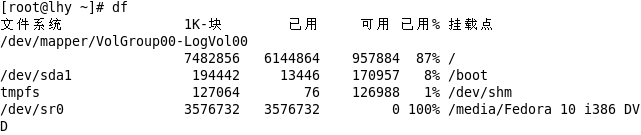 [root@lhy ~]# df
文件系统               1K-块        已用     可用 已用% 挂载点
/dev/mapper/VolGroup00-LogVol00
                       7482856   6144864    957884  87% /
/dev/sda1               194442     13446    170957   8% /boot
tmpfs                   127064        76    126988   1% /dev/shm
/dev/sr0               3576732   3576732         0 100% /media/Fedora 10 i386 DV
D